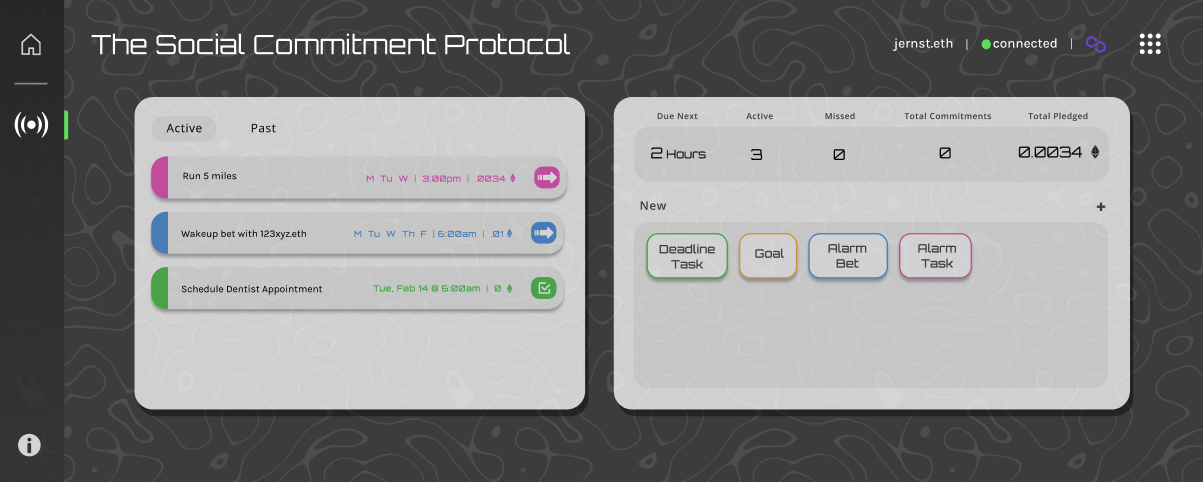 The Social Commitment Protocol
jernst.eth | connected |
Active Past
Run 5 miles M Tu W | 3:00pm | .0034
Wakeup bet with 123xyz.eth M Tu W Th F | 6:00am | .01
Schedule Dentist Appointment Tue, Feb 14 @ 6:00am | 0
Due Next Active Missed Total Commitments Total Pledged
2 Hours 3 0 0 0.0034
New +
Deadline Task
Goal
Alarm Bet
Alarm Task